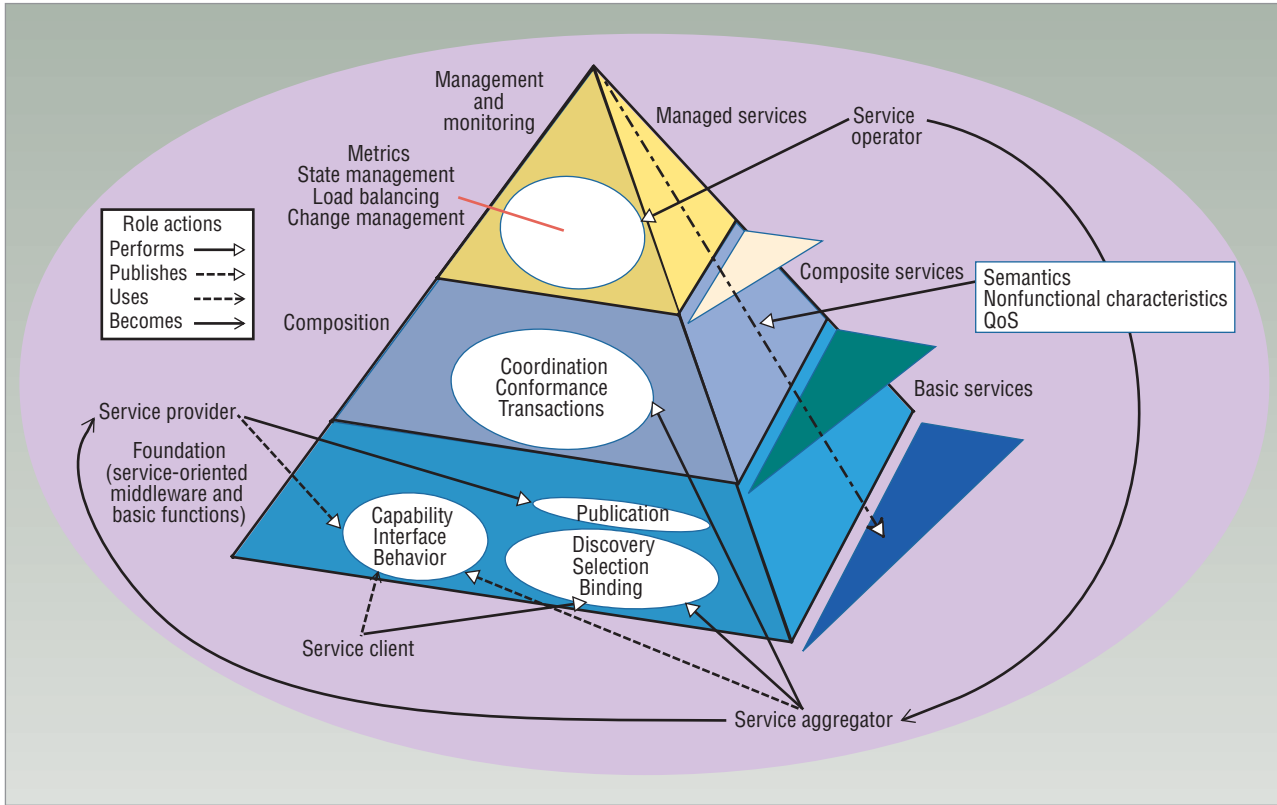 Management
and
monitoring
Managed services
Service
operator
Metrics
State management
Load balancing
Change management
Role actions
Performs
Publishes
Uses
Becomes
Composite services
Semantics
Nonfunctional characteristics
QoS
Composition
Coordination
Conformance
Transactions
Basic services
Service provider
Foundation
(service-oriented
middleware and
basic functions)
Capability
Interface
Behavior
Publication
Discovery
Selection
Binding
Service client
Service aggregator